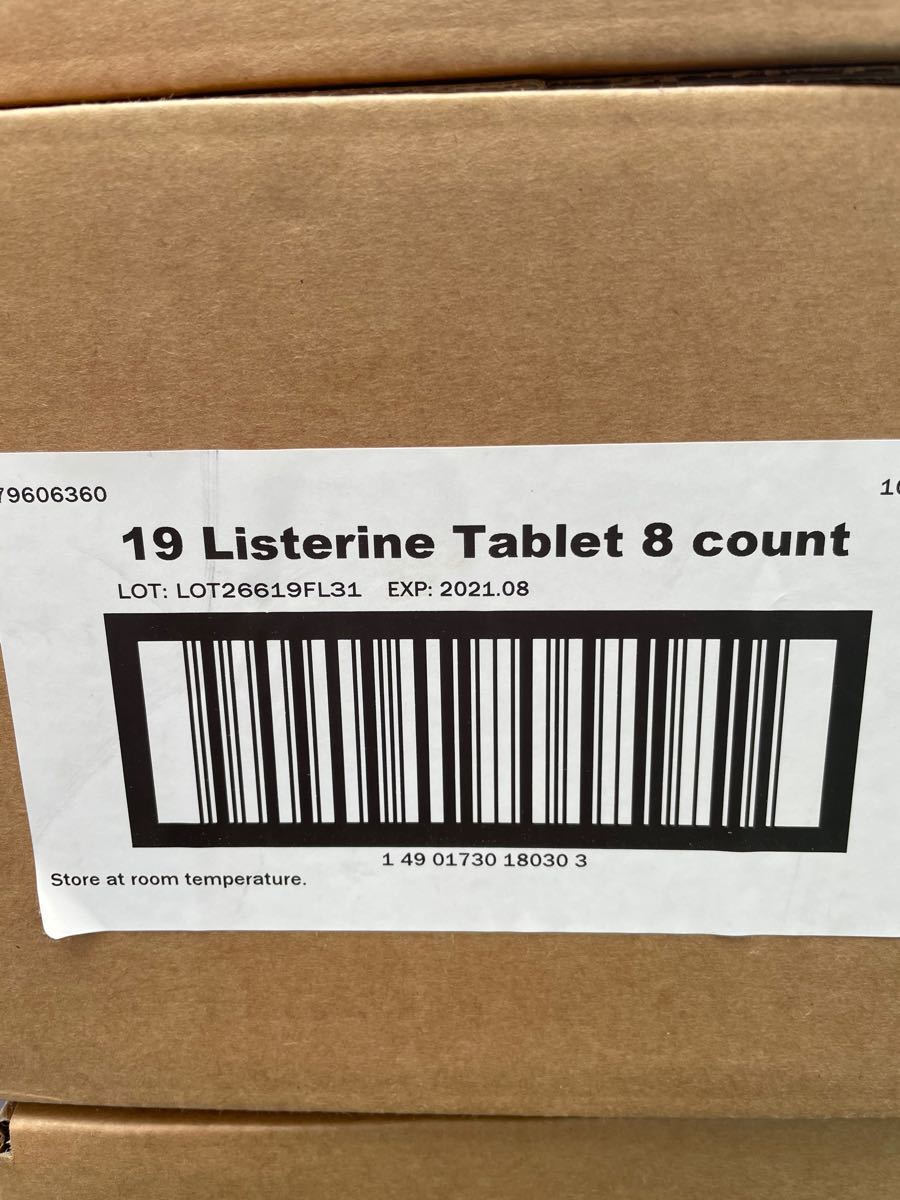 79606360
19 Listerine Tablet 8 count
LOT: LOT26619FL31 EXP: 2021.08
1 49 01730 18030 3
Store at room temperature.